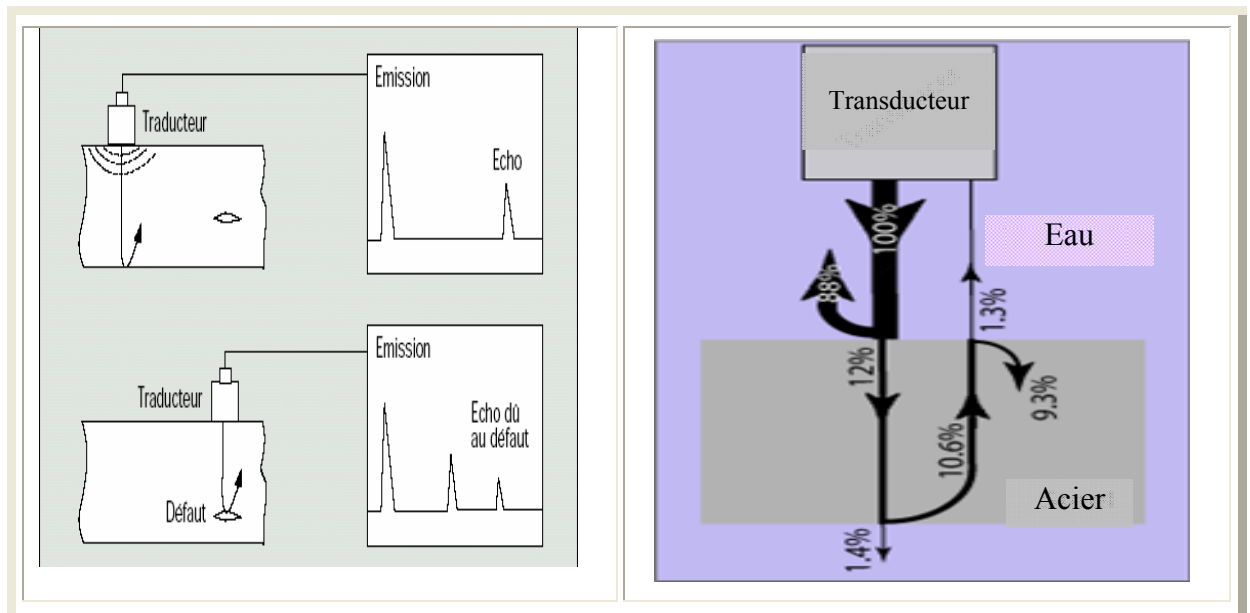 Emission
Traducteur
Echo
Emission
Traducteur
Echo dû
au défaut
Défaut
Transducteur
100%
Eau
88%
1.3%
12%
9.3%
10.6%
Acier
1.4%